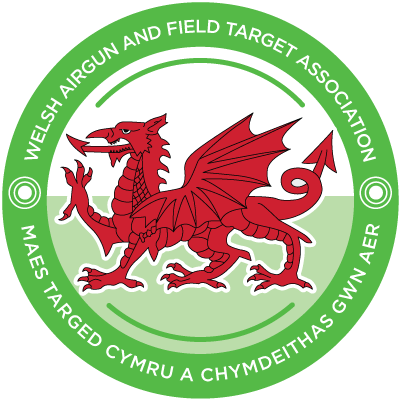 WELSH AIRGUN AND FIELD TARGET ASSOCIATION
MAES TARGED CYMRU A CHYMDEITHAS GWN AER